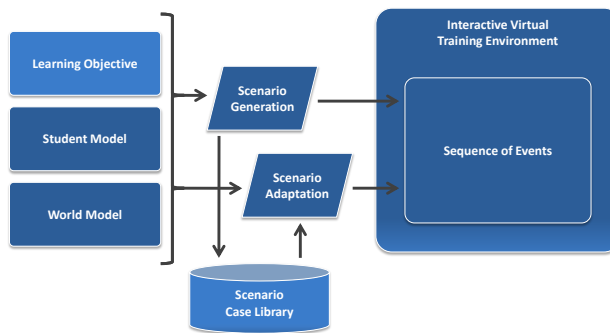 Learning Objective
Student Model
World Model
Scenario
Generation
Scenario
Adaptation
Scenario
Case Library
Interactive Virtual
Training Environment
Sequence of Events